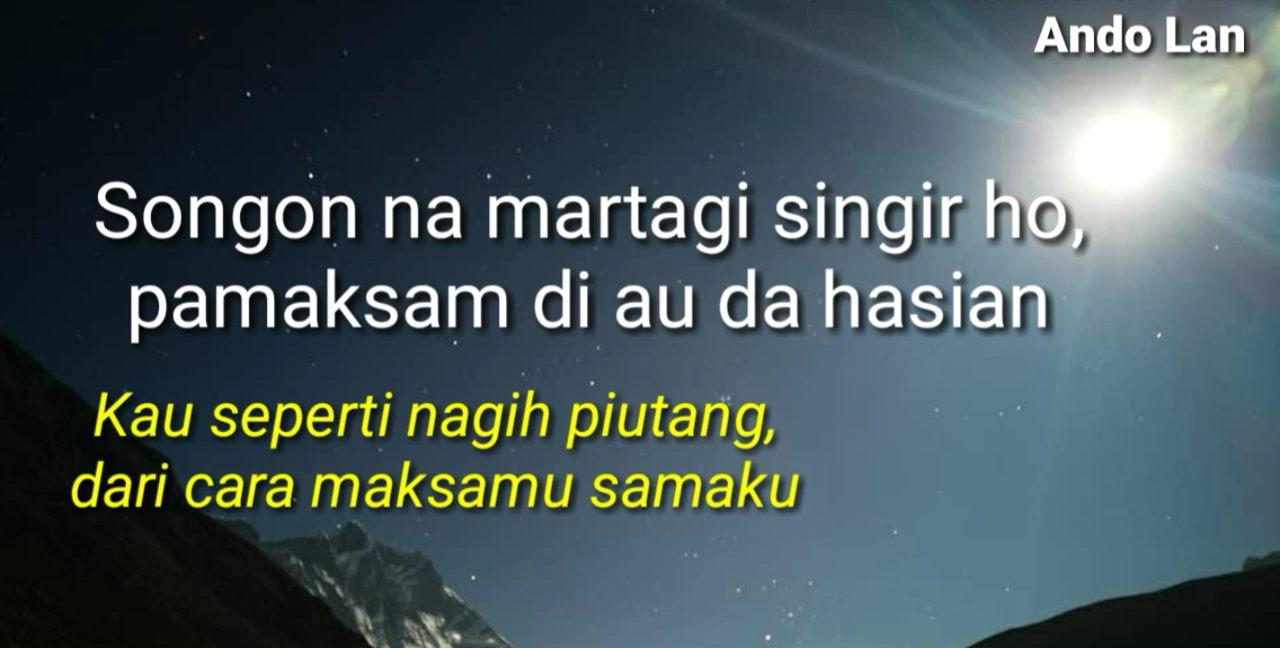 Ando Lan
Songon na martagi singir ho,
pamaksam di au da hasian
Kau seperti nagih piutang,
dari cara maksamu samaku